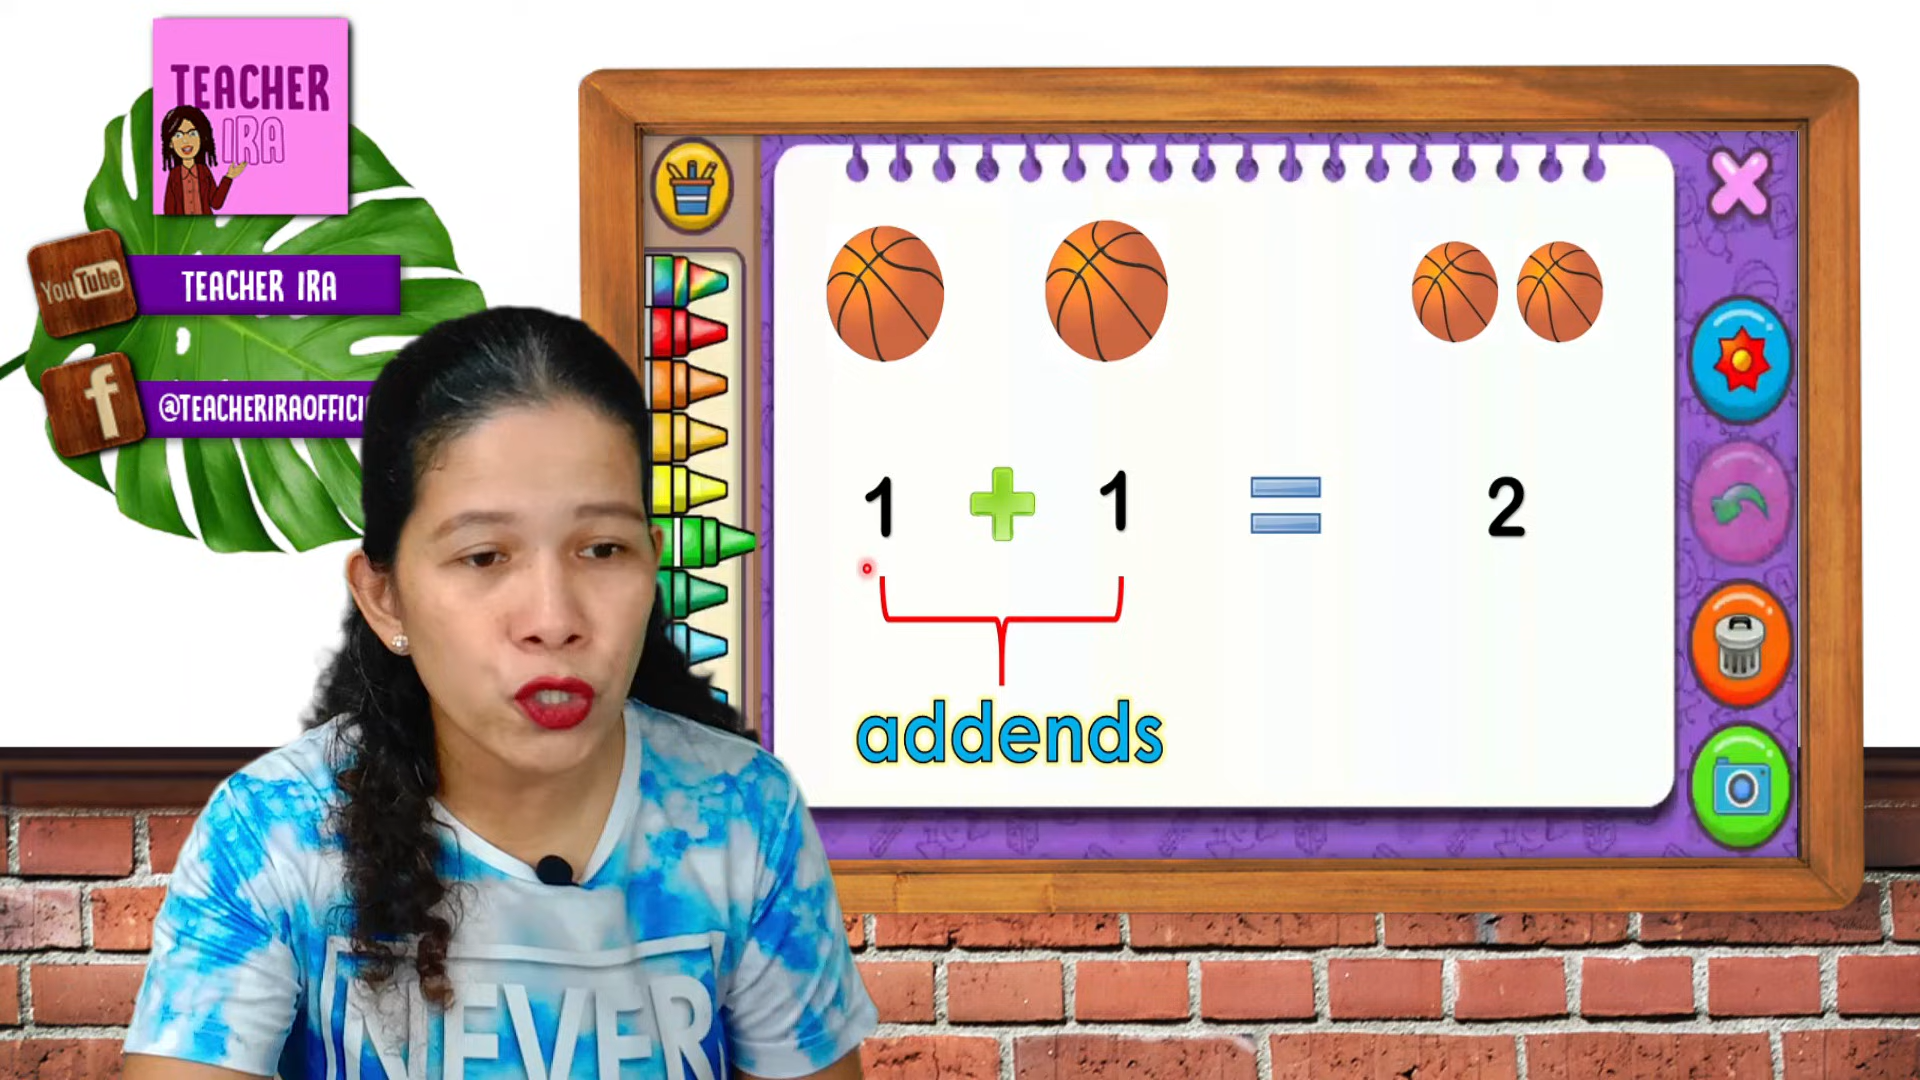 TEACHER
IRA
YouTube
TEACHER IRA
f
@TEACHERIRAOFFICI
1 + 1 = 2
addends
NEVER